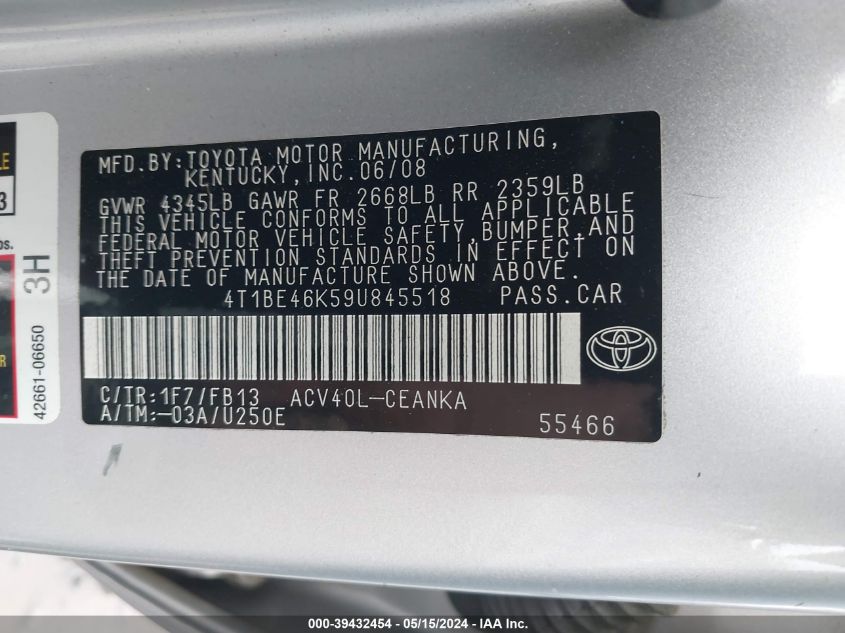 MFD. BY: TOYOTA MOTOR MANUFACTURING,
KENTUCKY, INC. 06/08
GVWR 4345LB GAWR FR 2668LB RR 2359LB
THIS VEHICLE CONFORMS TO ALL APPLICABLE
FEDERAL MOTOR VEHICLE SAFETY, BUMPER, AND
THEFT PREVENTION STANDARDS IN EFFECT ON
THE DATE OF MANUFACTURE SHOWN ABOVE.
4T1BE46K59U845518 PASS. CAR
C/TR: 1F7/FB13 ACV40L-CEANKA
A/TM: -03A/U250E
55466
3H
42661-06650
000-39432454 - 05/15/2024 - IAA Inc.